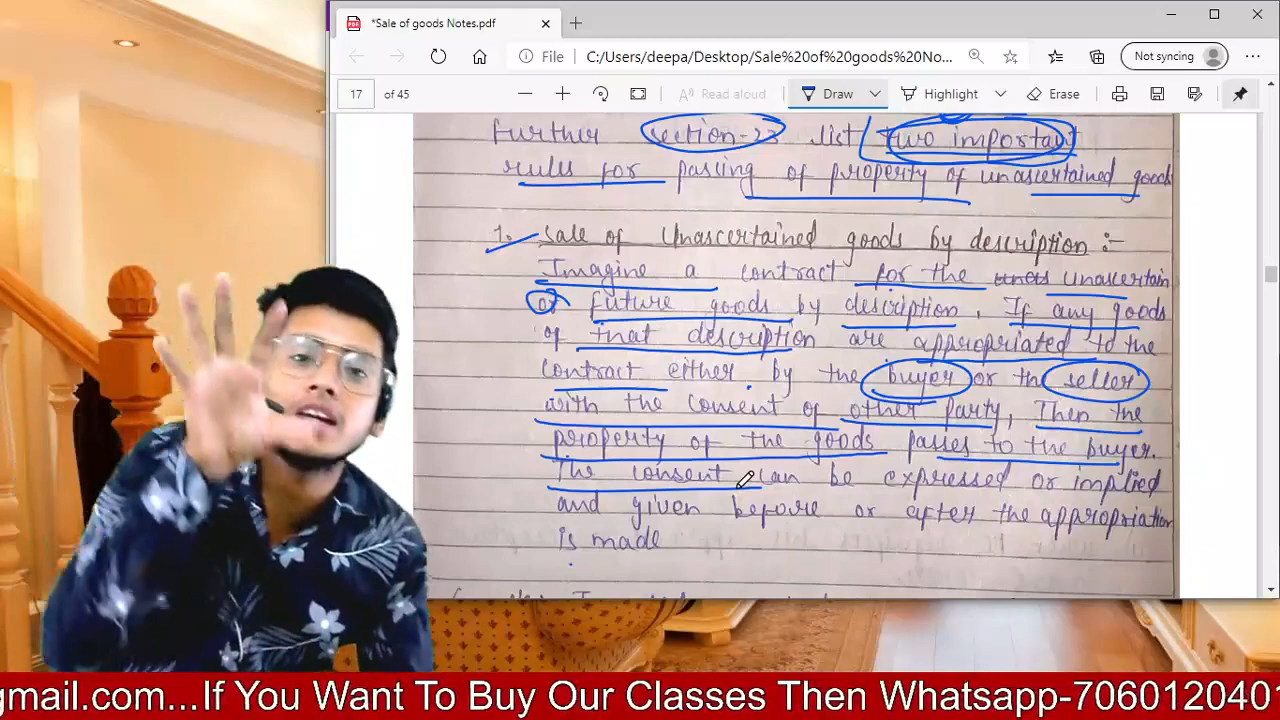 *Sale of goods Notes.pdf
File C:/Users/deepa/Desktop/Sale%20of%20goods%20No...
Not syncing
17 of 45
Read aloud
Draw
Highlight
Erase
Further section-23 list two important
rules for passing of property of unascertained goods
1. Sale of Unascertained goods by description :-
Imagine a contract for the unascertain
or future goods by description. If any goods
of that description are appropriated to the
contract either by the buyer or the seller
with the consent of other party, Then the
property of the goods passes to the buyer.
The consent can be expressed or implied
and given before or after the appropriation
is made
gmail.com...If You Want To Buy Our Classes Then Whatsapp-7060120401